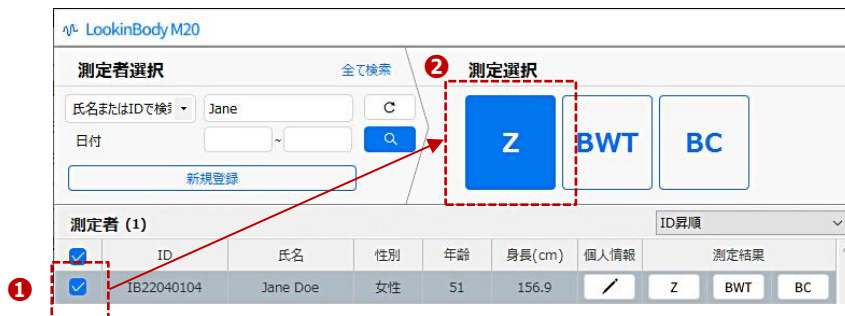 LookinBody M20
測定者選択
全て検索
❷
測定選択
氏名またはIDで検
Jane
日付
~
新規登録
Z
BWT
BC
測定者 (1)
ID昇順
ID 氏名 性別 年齢 身長(cm) 個人情報 測定結果
❶
IB22040104 Jane Doe 女性 51 156.9 Z BWT BC